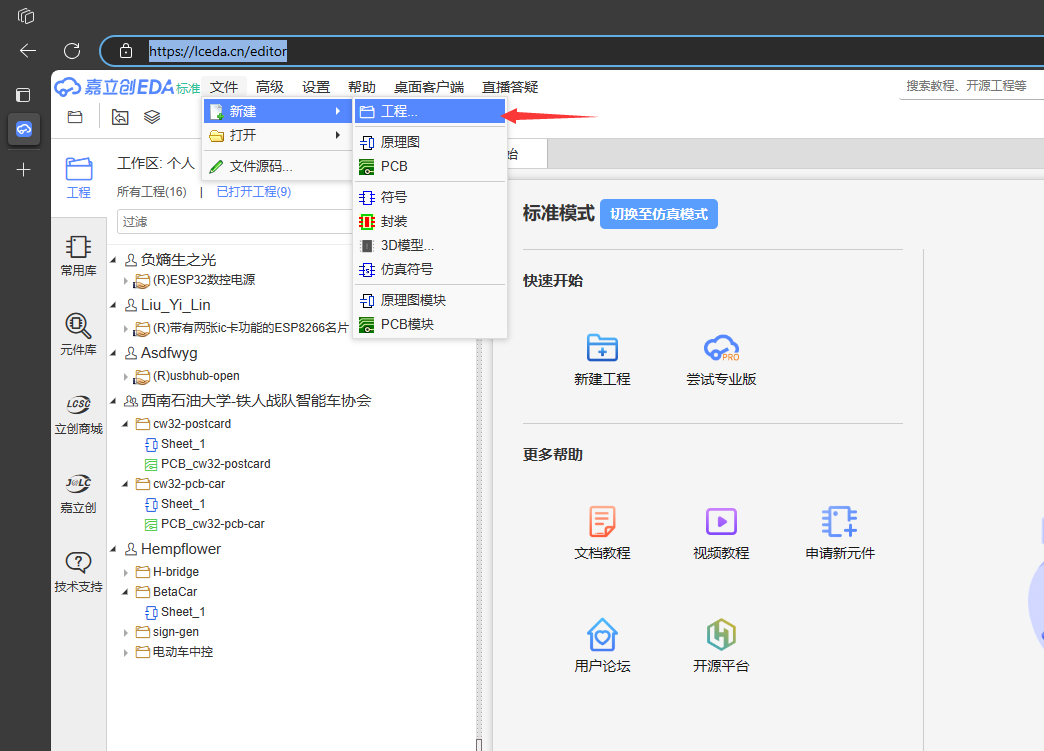 https://lceda.cn/editor
嘉立创EDA标准
文件 高级 设置 帮助 桌面客户端 直播答疑
搜索教程、开源工程等
新建
打开
文件源码...
工程...
原理图
PCB
符号
封装
3D模型...
仿真符号
原理图模块
PCB模块
始
工程
常用库
元件库
LCSC
立创商城
J@LC
嘉立创
技术支持
工作区: 个人
所有工程(16) | 已打开工程(9)
过滤
负熵生之光
(R)ESP32数控电源
Liu_Yi_Lin
(R)带有两张ic卡功能的ESP8266名片
Asdfwyg
(R)usbhub-open
西南石油大学-铁人战队智能车协会
cw32-postcard
Sheet_1
PCB_cw32-postcard
cw32-pcb-car
Sheet_1
PCB_cw32-pcb-car
Hempflower
H-bridge
BetaCar
Sheet_1
sign-gen
电动车中控
标准模式 切换至仿真模式
快速开始
新建工程
PRO
尝试专业版
更多帮助
文档教程
视频教程
申请新元件
用户论坛
开源平台